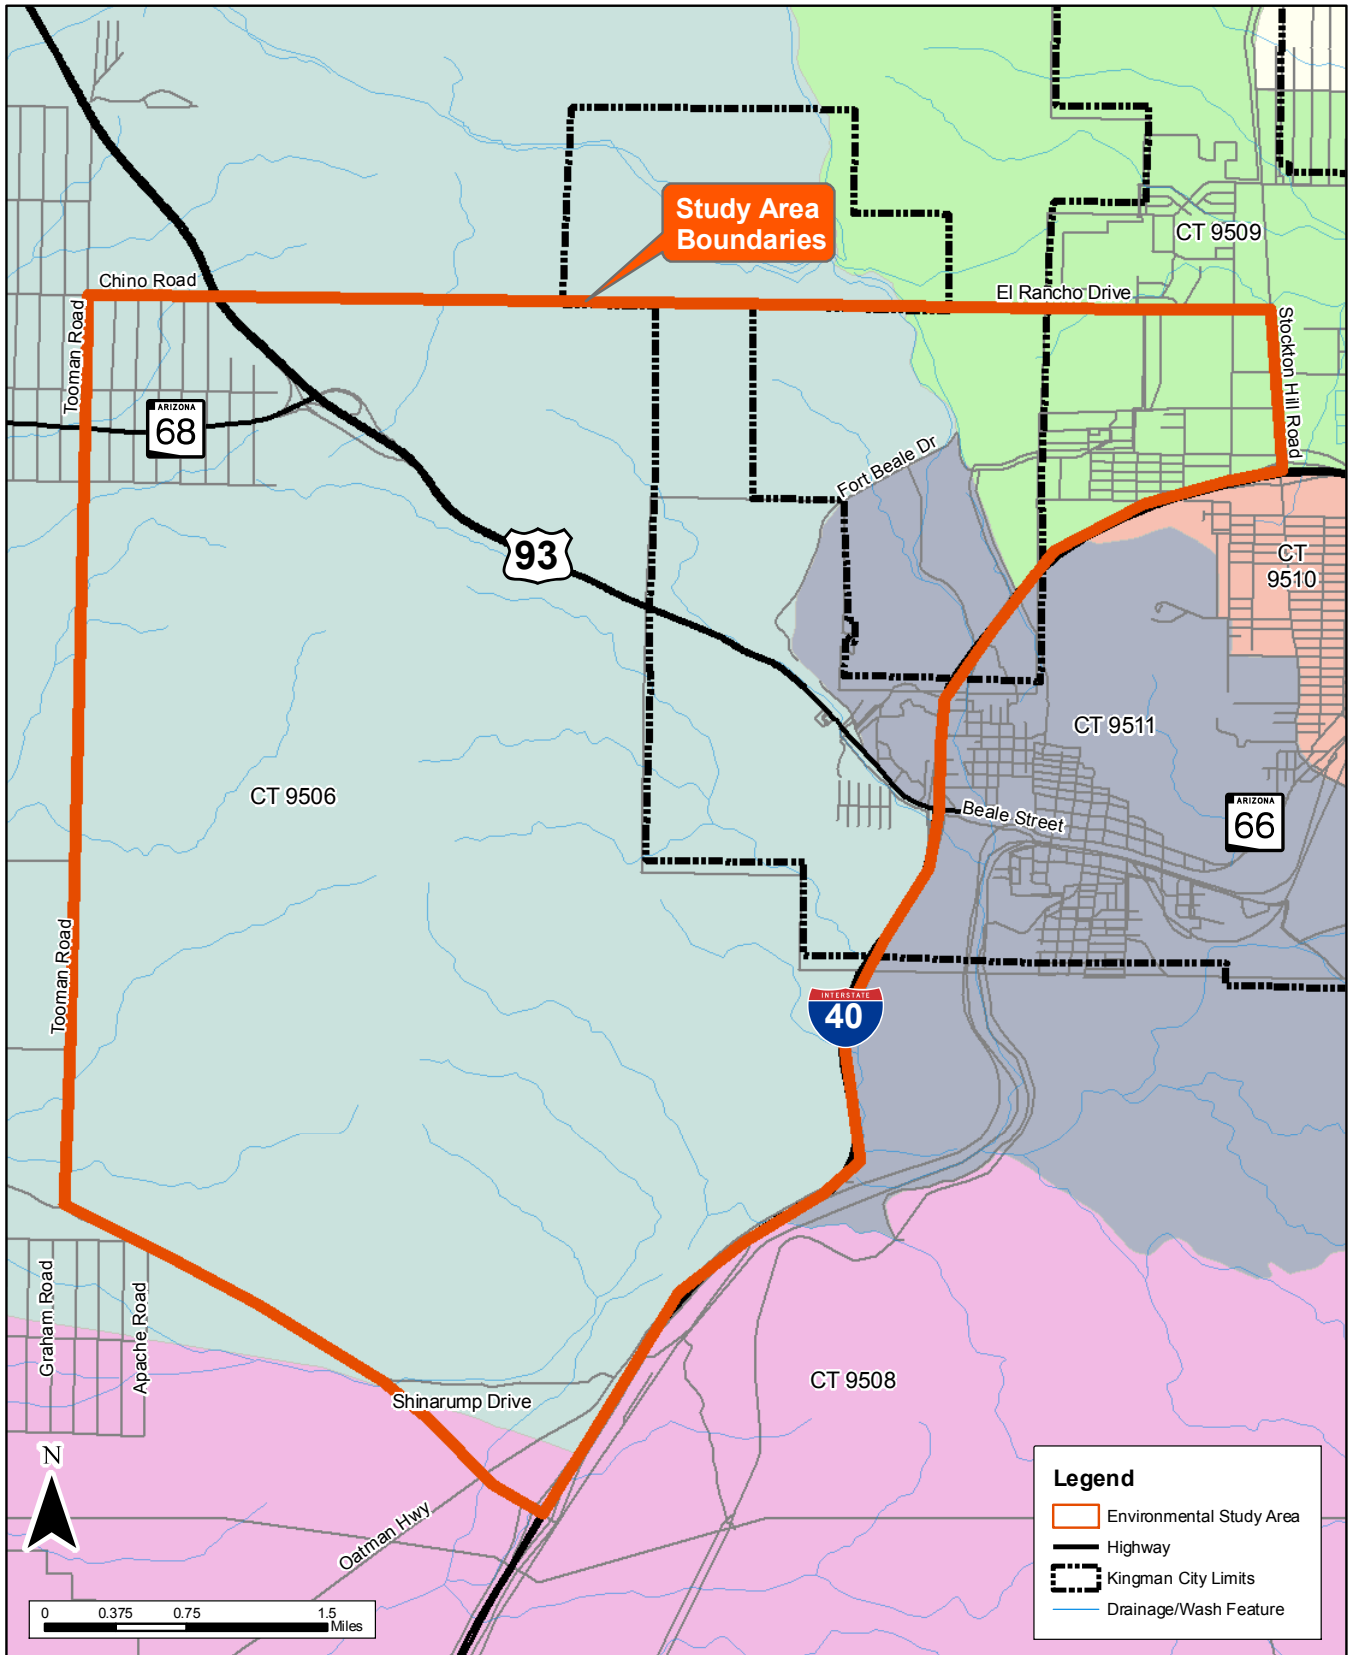 Study Area
Boundaries
CT 9509
Chino Road
El Rancho Drive
Tooman Road
Stockton Hill Road
ARIZONA
68
Fort Beale Dr
93
CT
9510
CT 9511
CT 9506
Beale Street
ARIZONA
66
Tooman Road
INTERSTATE
40
Graham Road
Apache Road
CT 9508
Shinarump Drive
Oatman Hwy
N
0 0.375 0.75 1.5
Miles
Legend
Environmental Study Area
Highway
Kingman City Limits
Drainage/Wash Feature